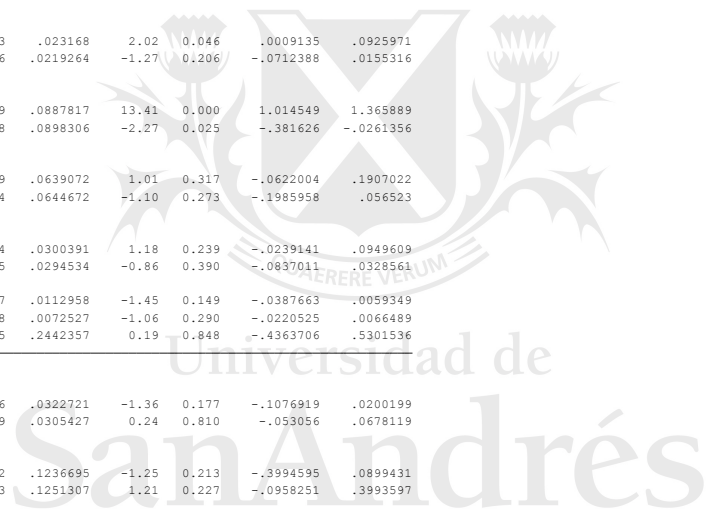 3 .023168 2.02 0.046 .0009135 .0925971
6 .0219264 -1.27 0.206 -.0712388 .0155316
9 .0887817 13.41 0.000 1.014549 1.365889
8 .0898306 -2.27 0.025 -.381626 -.0261356
9 .0639072 1.01 0.317 -.0622004 .1907022
4 .0644672 -1.10 0.273 -.1985958 .056523
4 .0300391 1.18 0.239 -.0239141 .0949609
5 .0294534 -0.86 0.390 -.0837011 .0328561
QUAERERE VERUM
7 .0112958 -1.45 0.149 -.0387663 .0059349
8 .0072527 -1.06 0.290 -.0220525 .0066489
5 .2442357 0.19 0.848 -.4363706 .5301536
Universidad de
6 .0322721 -1.36 0.177 -.1076919 .0200199
9 .0305427 0.24 0.810 -.053056 .0678119
SanAndrés
2 .1236695 -1.25 0.213 -.3994595 .0899431
3 .1251307 1.21 0.227 -.0958251 .3993597